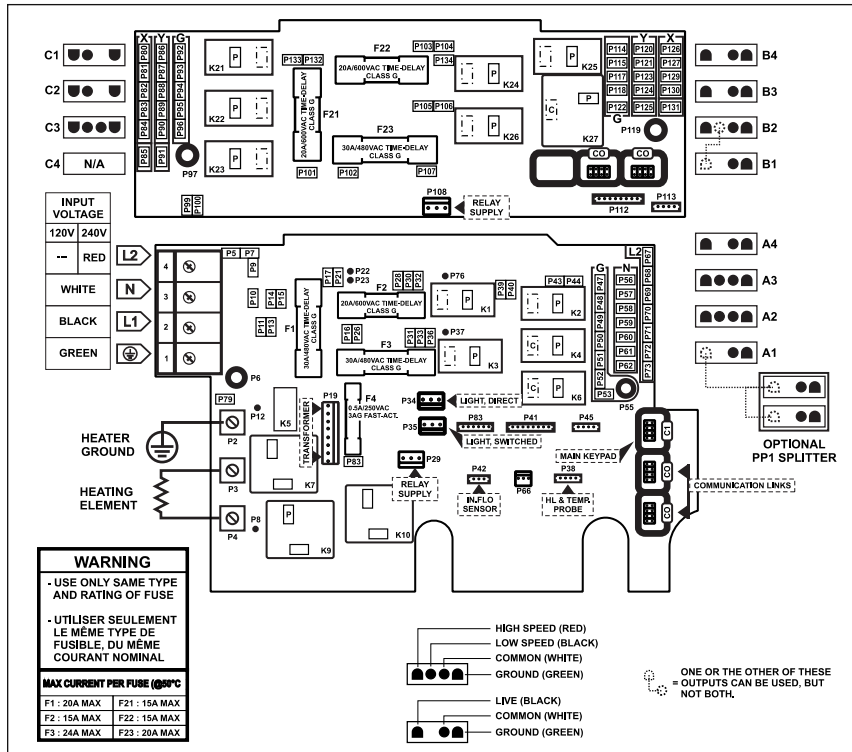 X Y G
C1
C2
C3
C4 N/A
P80 P81 P82 P83 P84 P85
P86 P87 P88 P89 P90 P91
P92 P93 P94 P95 P96
P97
P99 P100
K21 P
K22 P
K23 P
P133 P132
F22
20A/600VAC TIME-DELAY
CLASS G
P103 P104
P134
K24 P
F21
20A/600VAC TIME-DELAY
CLASS G
P105 P106
F23
30A/480VAC TIME-DELAY
CLASS G
P101 P102 P107
K26 P
K25 P
K27 P C
Y X
P114 P120 P126
P115 P121 P127
P117 P123 P129
P118 P124 P130
P122 P125 P131
G
P119
CO CO
P108
RELAY
SUPPLY
P112
P113
B4
B3
B2
B1
INPUT
VOLTAGE
120V 240V
--- RED L2
WHITE N
BLACK L1
GREEN
4
3
2
1
P5 P7
P9
P10
P14 P15
P11 P13
P17 P21
P22
P23
F1
30A/480VAC TIME-DELAY
CLASS G
P28 P30 P32
F2
20A/600VAC TIME-DELAY
CLASS G
P16 P26
P31 P33 P36
F3
30A/480VAC TIME-DELAY
CLASS G
P76
K1 P
P39 P40
P37
K3 P
P43 P44
K2 P
K4 C
K6 C P
L2
G N
P47 P48 P49 P50 P51 P52
P53
P55
P56
P57
P58
P59
P60
P61
P62
P67 P68 P69 P70 P71 P72 P73
A4
A3
A2
A1
OPTIONAL
PP1 SPLITTER
P6
P79
P12
P2
HEATER
GROUND
P3
HEATING
ELEMENT
P8
P4
K5
K7
K9 P
K10
P19
TRANSFORMER
F4
0.5A/250VAC
3AG FAST-ACT.
P83
P34
LIGHT, DIRECT
P35
LIGHT, SWITCHED
P29
RELAY
SUPPLY
P83
P41
P45
MAIN KEYPAD
P42
IN.FLO
SENSOR
P66
P38
HL & TEMP.
PROBE
C1
CO
CO
COMMUNICATION LINKS
WARNING
- USE ONLY SAME TYPE
AND RATING OF FUSE
- UTILISER SEULEMENT
LE MÊME TYPE DE
FUSIBLE, DU MÊME
COURANT NOMINAL
MAX CURRENT PER FUSE (@50°C
F1 : 20A MAX F21 : 15A MAX
F2 : 15A MAX F22 : 15A MAX
F3 : 24A MAX F23 : 20A MAX
HIGH SPEED (RED)
LOW SPEED (BLACK)
COMMON (WHITE)
GROUND (GREEN)
LIVE (BLACK)
COMMON (WHITE)
GROUND (GREEN)
ONE OR THE OTHER OF THESE
= OUTPUTS CAN BE USED, BUT
NOT BOTH.